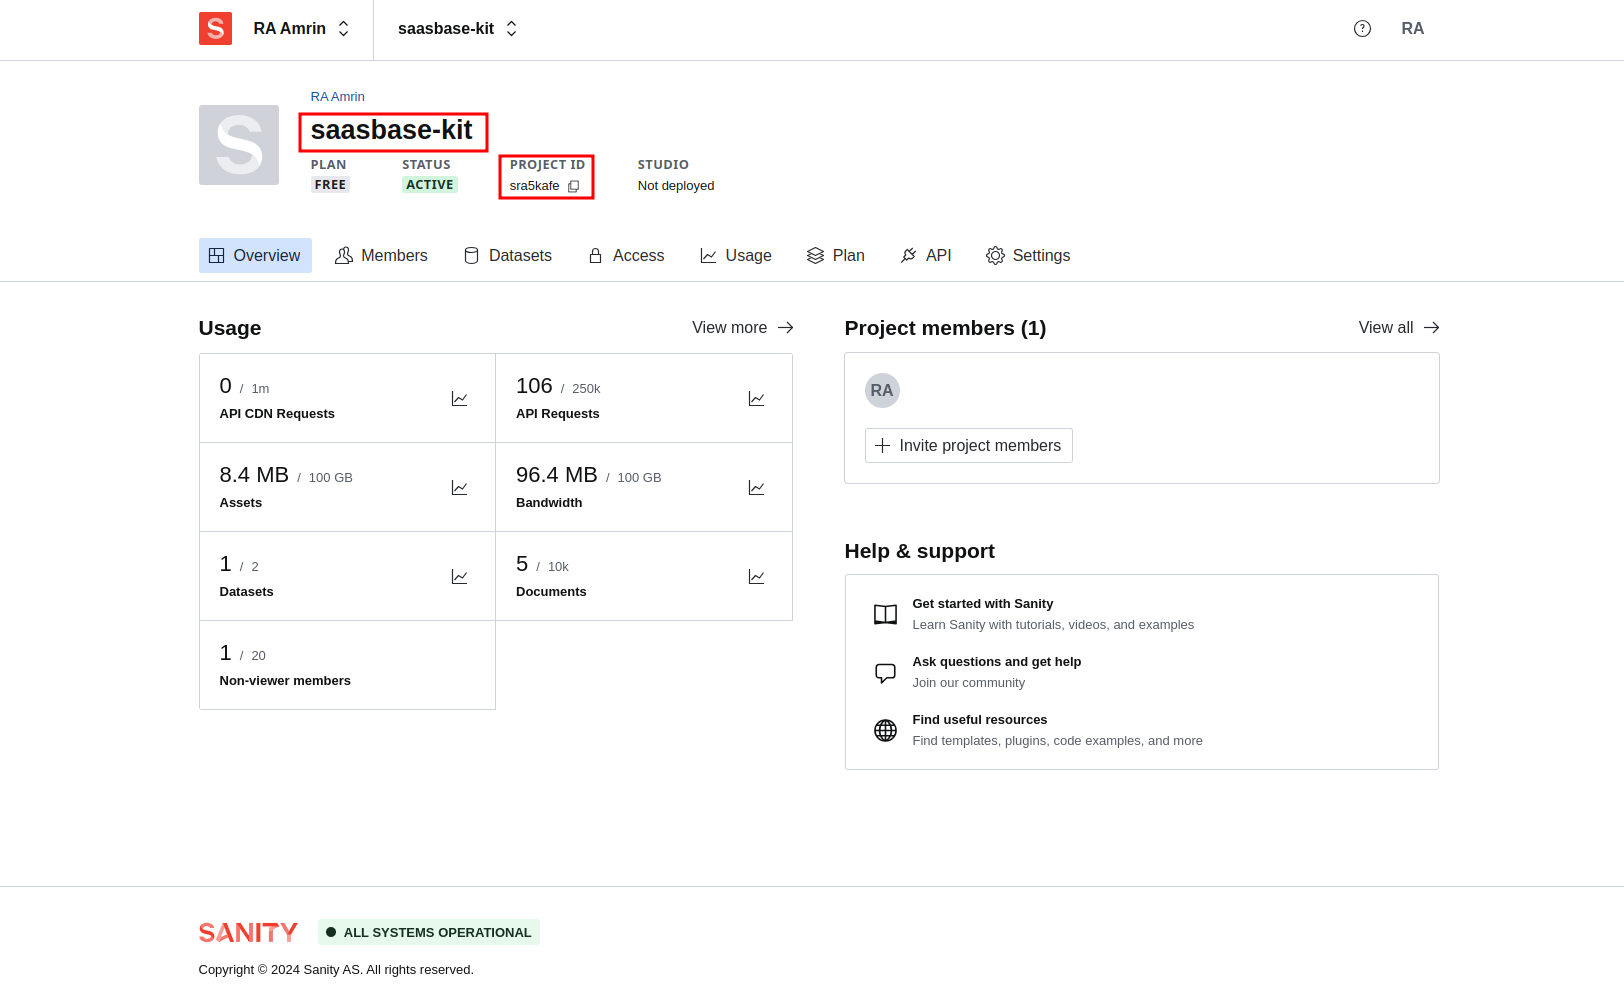 S RA Amrin saasbase-kit ? RA
RA Amrin
S
saasbase-kit
PLAN STATUS PROJECT ID STUDIO
FREE ACTIVE sra5kafe Not deployed
Overview Members Datasets Access Usage Plan API Settings
Usage View more
0 / 1m
API CDN Requests
106 / 250k
API Requests
8.4 MB / 100 GB
Assets
96.4 MB / 100 GB
Bandwidth
1 / 2
Datasets
5 / 10k
Documents
1 / 20
Non-viewer members
Project members (1) View all
RA
Invite project members
Help & support
Get started with Sanity
Learn Sanity with tutorials, videos, and examples
Ask questions and get help
Join our community
Find useful resources
Find templates, plugins, code examples, and more
SANITY ALL SYSTEMS OPERATIONAL
Copyright © 2024 Sanity AS. All rights reserved.